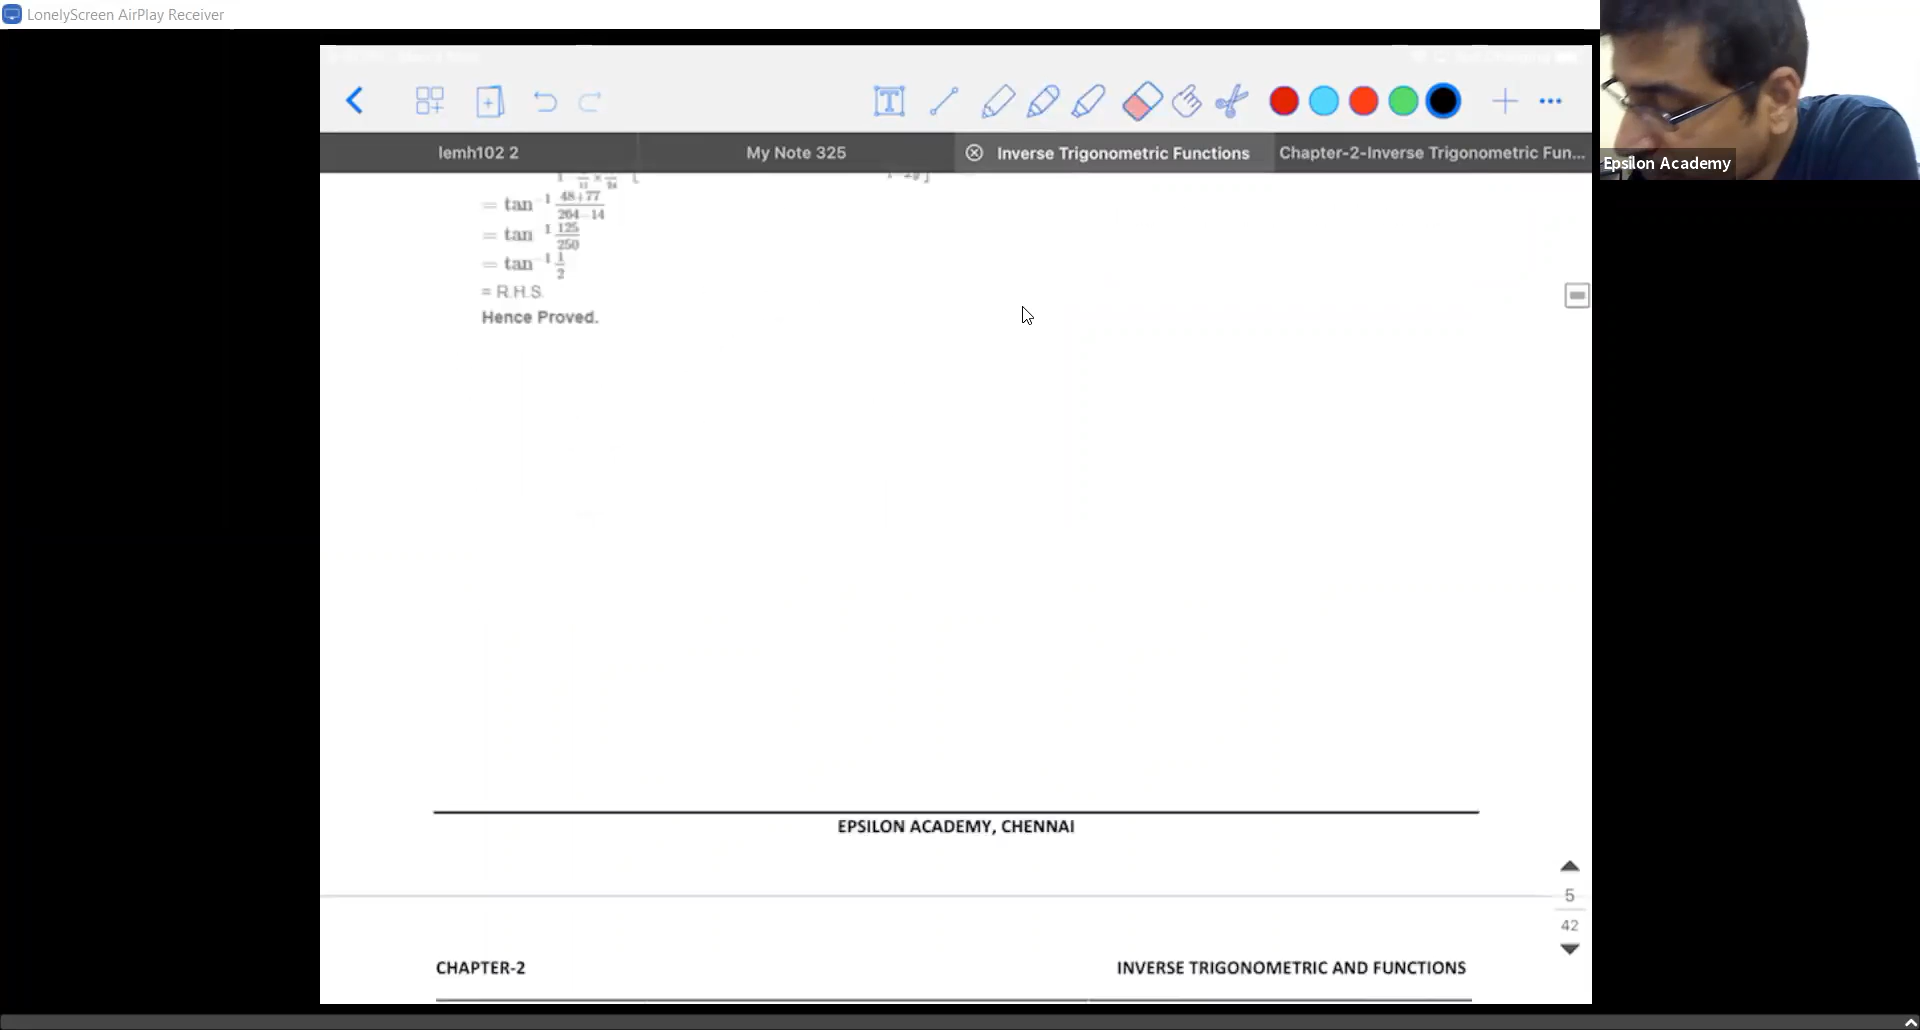 LonelyScreen AirPlay Receiver
lemh102 2
My Note 325
Inverse Trigonometric Functions
Chapter-2-Inverse Trigonometric Fun...
Epsilon Academy
= tan⁻¹ (48+77)/(264−14)
= tan⁻¹ 125/250
= tan⁻¹ 1/2
= R.H.S.
Hence Proved.
EPSILON ACADEMY, CHENNAI
5
42
CHAPTER-2
INVERSE TRIGONOMETRIC AND FUNCTIONS